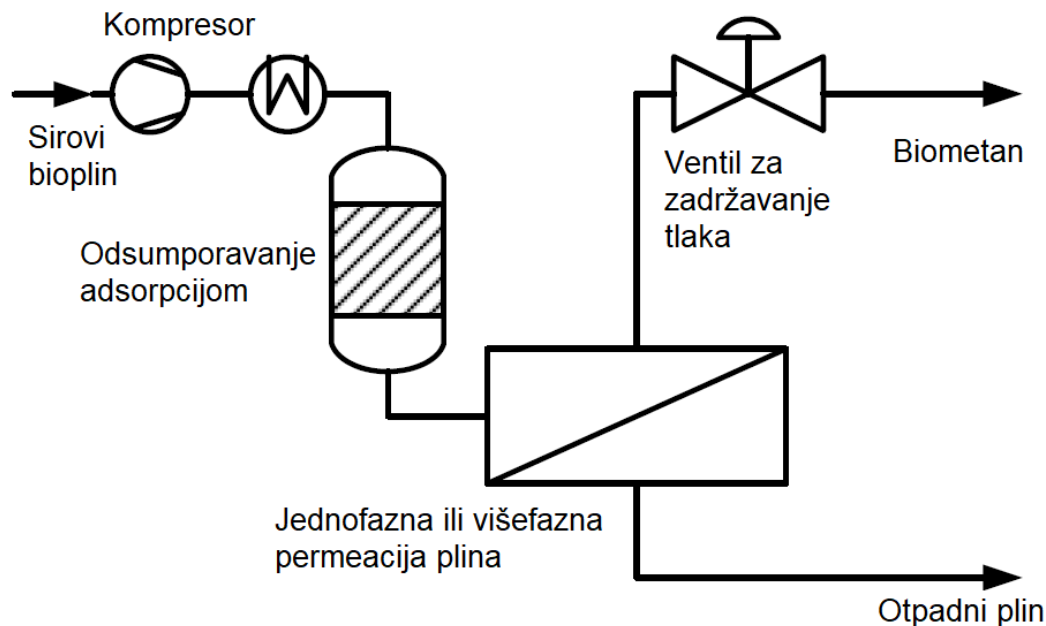 Kompresor
Sirovi
bioplin
Odsumporavanje
adsorpcijom
Ventil za
zadržavanje
tlaka
Biometan
Jednofazna ili višefazna
permeacija plina
Otpadni plin